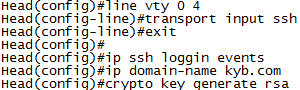 Head(config)#line vty 0 4
Head(config-line)#transport input ssh
Head(config-line)#exit
Head(config)#
Head(config)#ip ssh loggin events
Head(config)#ip domain-name kyb.com
Head(config)#crypto key generate rsa